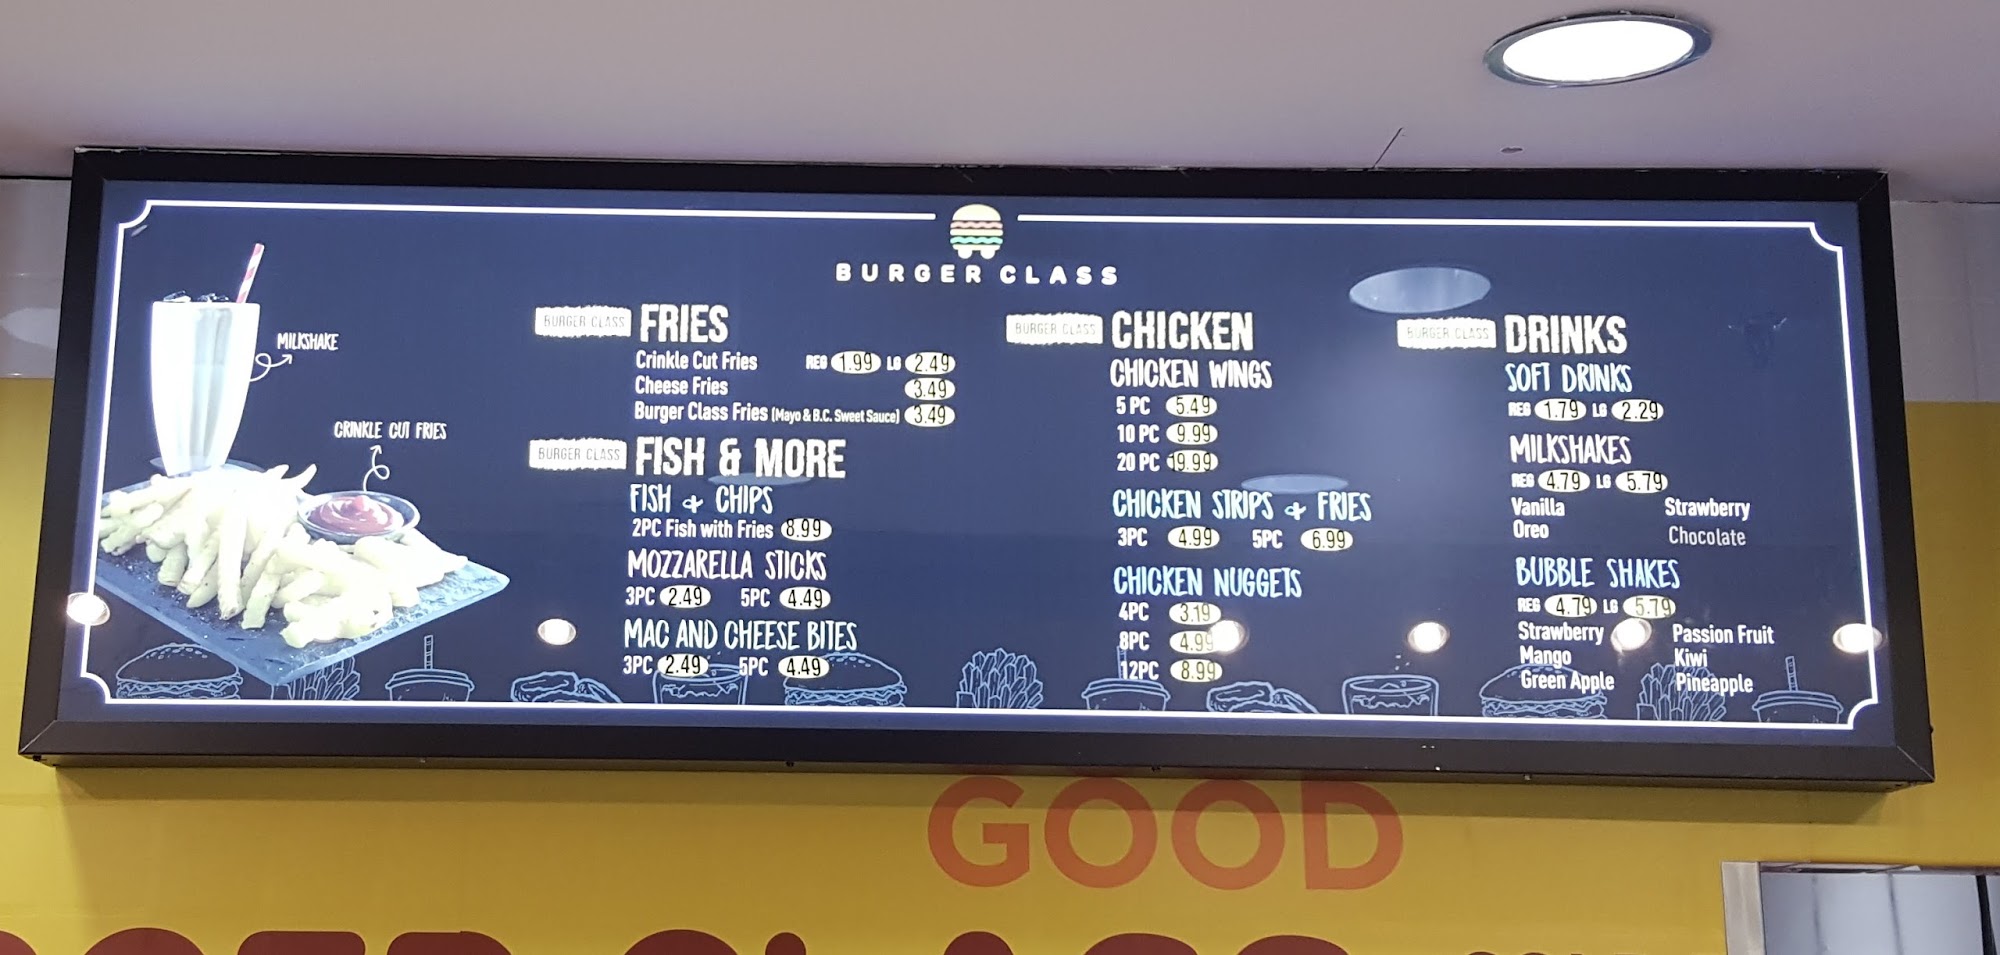 BURGER CLASS
MILKSHAKE
CRINKLE CUT FRIES
BURGER CLASS FRIES
Crinkle Cut Fries REG 1.99 LG 2.49
Cheese Fries 3.49
Burger Class Fries (Mayo & B.C. Sweet Sauce) 3.49
BURGER CLASS FISH & MORE
FISH & CHIPS
2PC Fish with Fries 8.99
MOZZARELLA STICKS
3PC 2.49 5PC 4.49
MAC AND CHEESE BITES
3PC 2.49 5PC 4.49
BURGER CLASS CHICKEN
CHICKEN WINGS
5 PC 5.49
10 PC 9.99
20 PC 19.99
CHICKEN STRIPS & FRIES
3PC 4.99 5PC 6.99
CHICKEN NUGGETS
4PC 3.19
8PC 4.99
12PC 8.99
BURGER CLASS DRINKS
SOFT DRINKS
REG 1.79 LG 2.29
MILKSHAKES
REG 4.79 LG 5.79
Vanilla Strawberry
Oreo Chocolate
BUBBLE SHAKES
REG 4.79 LG 5.79
Strawberry Passion Fruit
Mango Kiwi
Green Apple Pineapple
GOOD